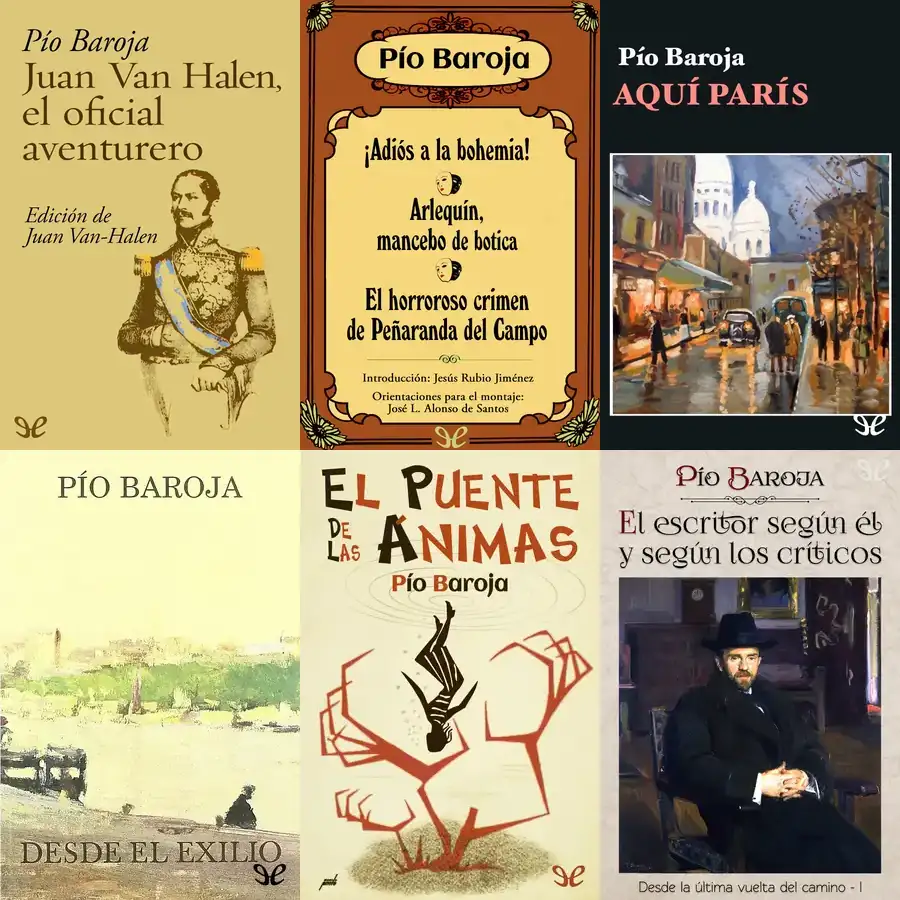 Pío Baroja
Juan Van Halen,
el oficial
aventurero
Edición de
Juan Van-Halen
Pío Baroja
¡Adiós a la bohemia!
Arlequín,
mancebo de botica
El horroroso crimen
de Peñaranda del Campo
Introducción: Jesús Rubio Jiménez
Orientaciones para el montaje:
José L. Alonso de Santos
Pío Baroja
AQUÍ PARÍS
PÍO BAROJA
DESDE EL EXILIO
EL PUENTE
DE LAS ÁNIMAS
Pío Baroja
PÍO BAROJA
El escritor según él
y según los críticos
Desde la última vuelta del camino - I